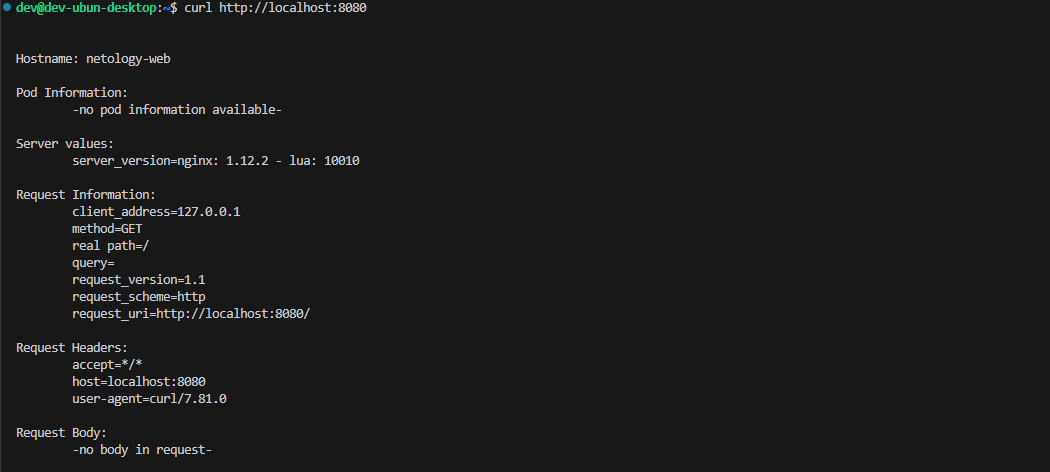 dev@dev-ubun-desktop:~$ curl http://localhost:8080
Hostname: netology-web
Pod Information:
-no pod information available-
Server values:
server_version=nginx: 1.12.2 - lua: 10010
Request Information:
client_address=127.0.0.1
method=GET
real path=/
query=
request_version=1.1
request_scheme=http
request_uri=http://localhost:8080/
Request Headers:
accept=*/*
host=localhost:8080
user-agent=curl/7.81.0
Request Body:
-no body in request-